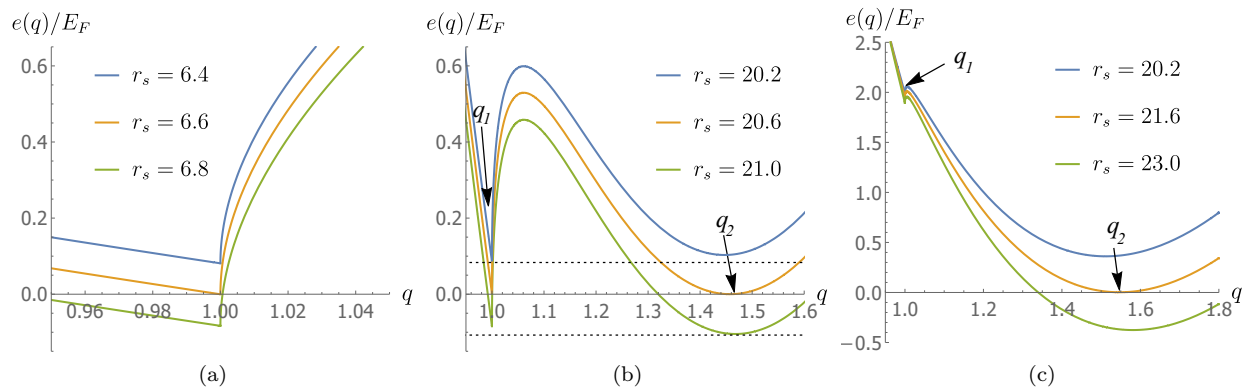 e(q)/E_F
0.6
0.4
0.2
0.0
r_s = 6.4
r_s = 6.6
r_s = 6.8
0.96 0.98 1.00 1.02 1.04
q
(a)
e(q)/E_F
0.6
0.4
0.2
0.0
q_1
q_2
r_s = 20.2
r_s = 20.6
r_s = 21.0
1.0 1.1 1.2 1.3 1.4 1.5 1.6
q
(b)
e(q)/E_F
2.5
2.0
1.5
1.0
0.5
0.0
−0.5
q_1
q_2
r_s = 20.2
r_s = 21.6
r_s = 23.0
1.0 1.2 1.4 1.6 1.8
q
(c)